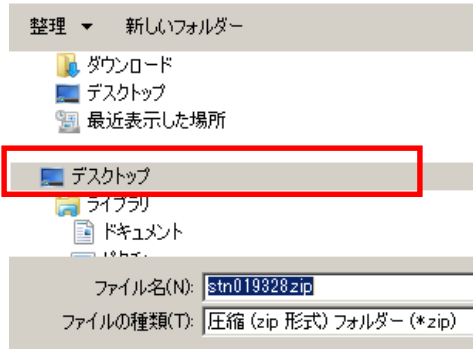 整理 ▼ 新しいフォルダー
ダウンロード
デスクトップ
最近表示した場所
デスクトップ
ライブラリ
ドキュメント
ファイル名(N): stn019328zip
ファイルの種類(T): 圧縮 (zip 形式) フォルダー (*zip)